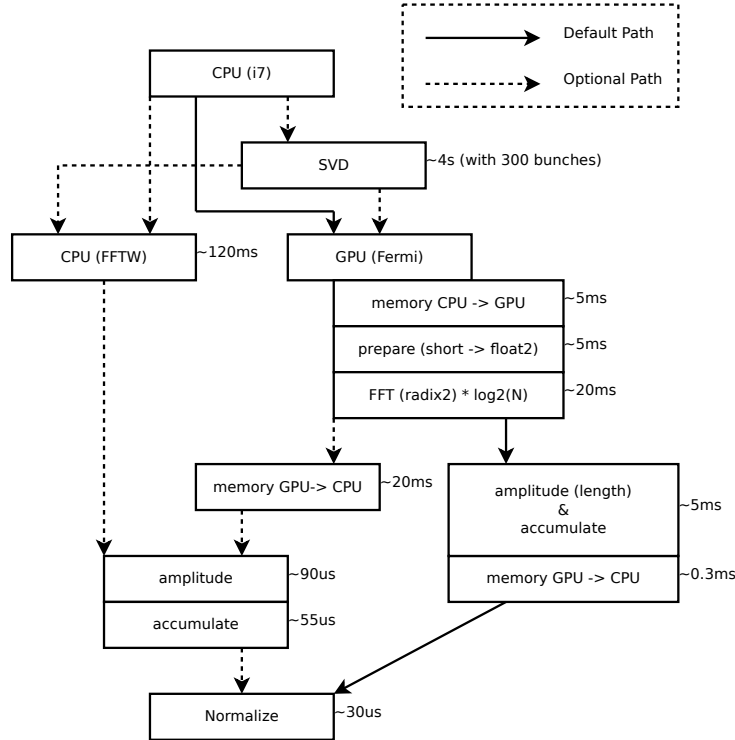 Default Path
Optional Path
CPU (i7)
SVD
~4s (with 300 bunches)
CPU (FFTW)
~120ms
GPU (Fermi)
memory CPU -> GPU
~5ms
prepare (short -> float2)
~5ms
FFT (radix2) * log2(N)
~20ms
memory GPU-> CPU
~20ms
amplitude (length)
&
accumulate
~5ms
memory GPU -> CPU
~0.3ms
amplitude
~90us
accumulate
~55us
Normalize
~30us